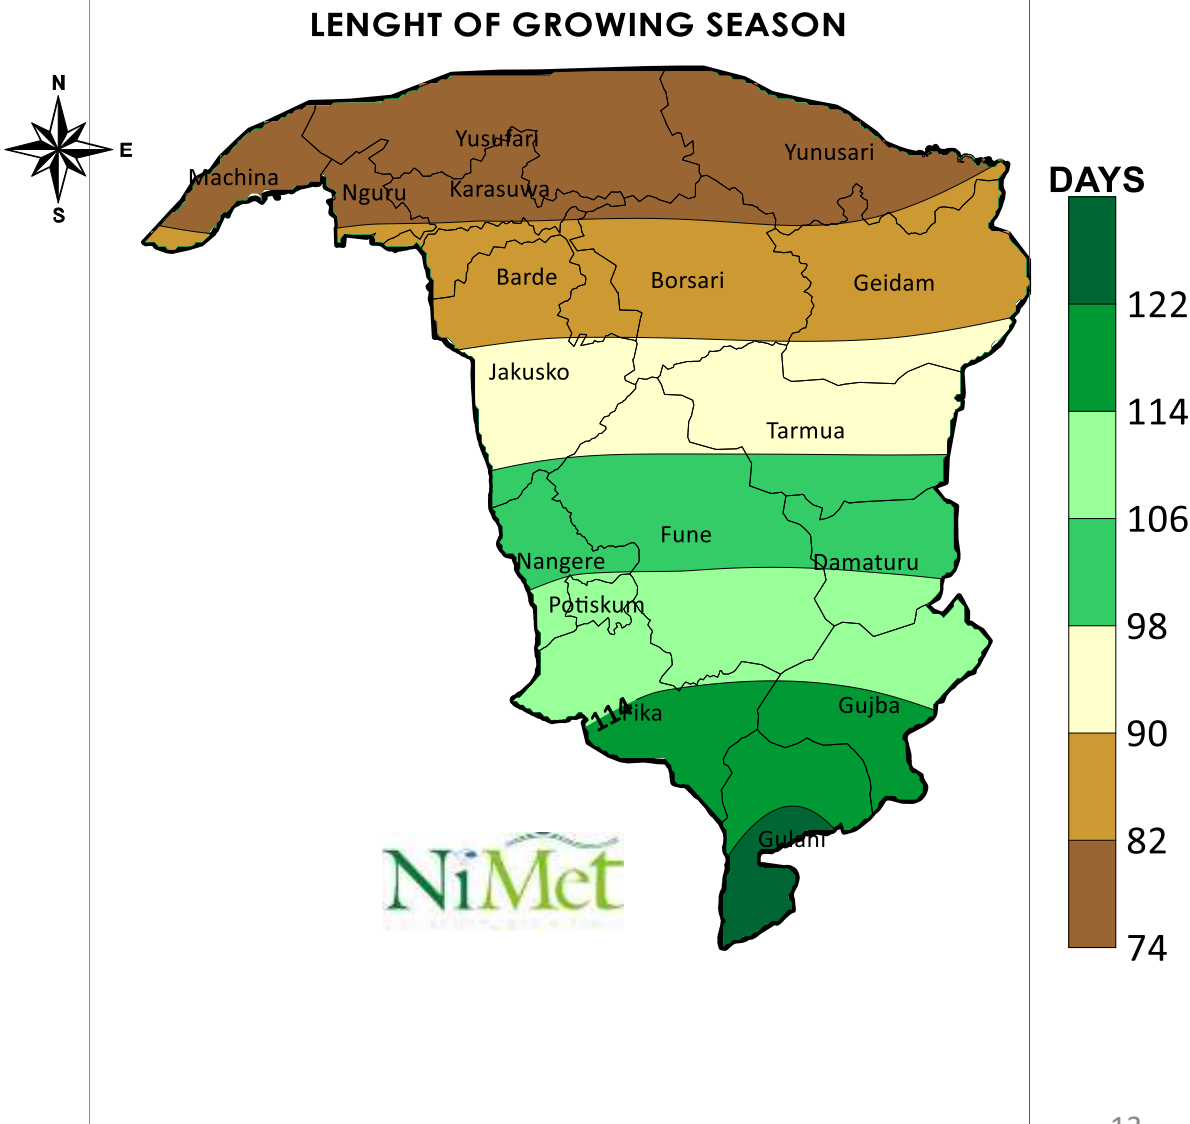 LENGHT OF GROWING SEASON
N
E
S
Yusufari
Yunusari
Machina
Nguru
Karasuwa
DAYS
Barde
Borsari
Geidam
122
Jakusko
114
Tarmua
106
Fune
Nangere
Damaturu
Potiskum
98
114
Fika
Gujba
90
Gulani
82
NiMet
74